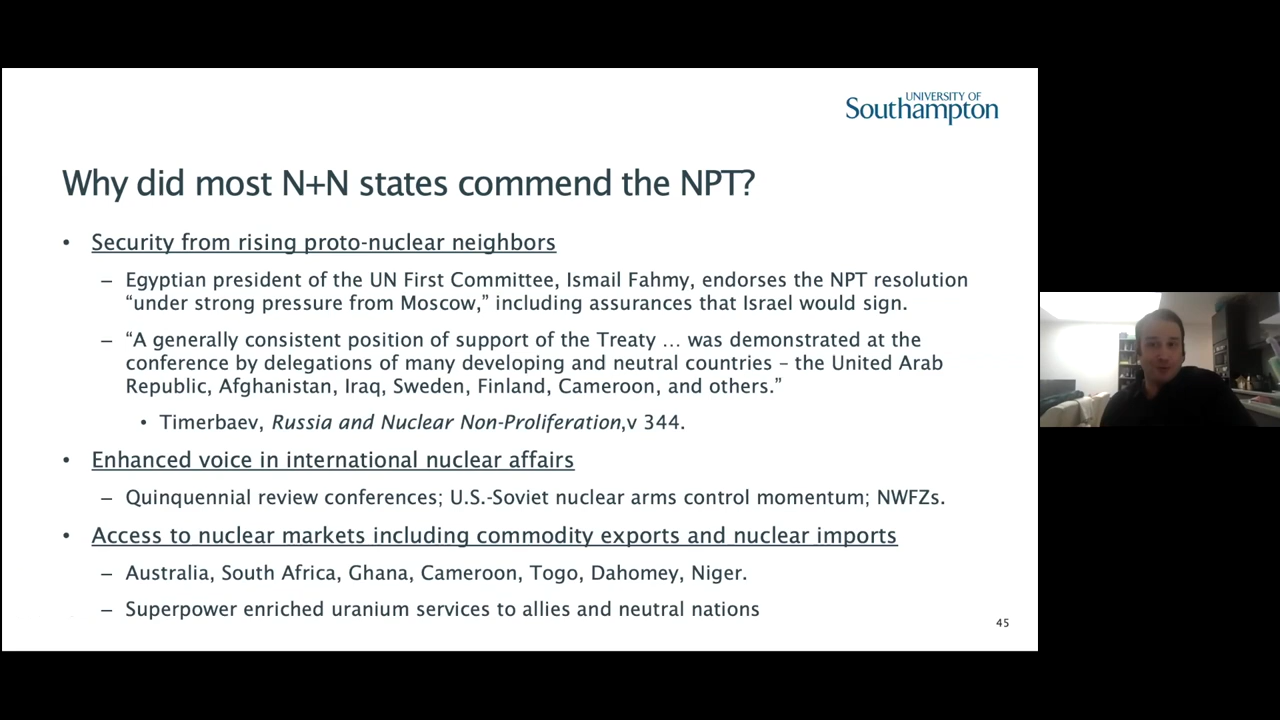 UNIVERSITY OF
Southampton
Why did most N+N states commend the NPT?
• Security from rising proto-nuclear neighbors
– Egyptian president of the UN First Committee, Ismail Fahmy, endorses the NPT resolution
“under strong pressure from Moscow,” including assurances that Israel would sign.
– “A generally consistent position of support of the Treaty … was demonstrated at the
conference by delegations of many developing and neutral countries – the United Arab
Republic, Afghanistan, Iraq, Sweden, Finland, Cameroon, and others.”
• Timerbaev, Russia and Nuclear Non-Proliferation,v 344.
• Enhanced voice in international nuclear affairs
– Quinquennial review conferences; U.S.-Soviet nuclear arms control momentum; NWFZs.
• Access to nuclear markets including commodity exports and nuclear imports
– Australia, South Africa, Ghana, Cameroon, Togo, Dahomey, Niger.
– Superpower enriched uranium services to allies and neutral nations
45